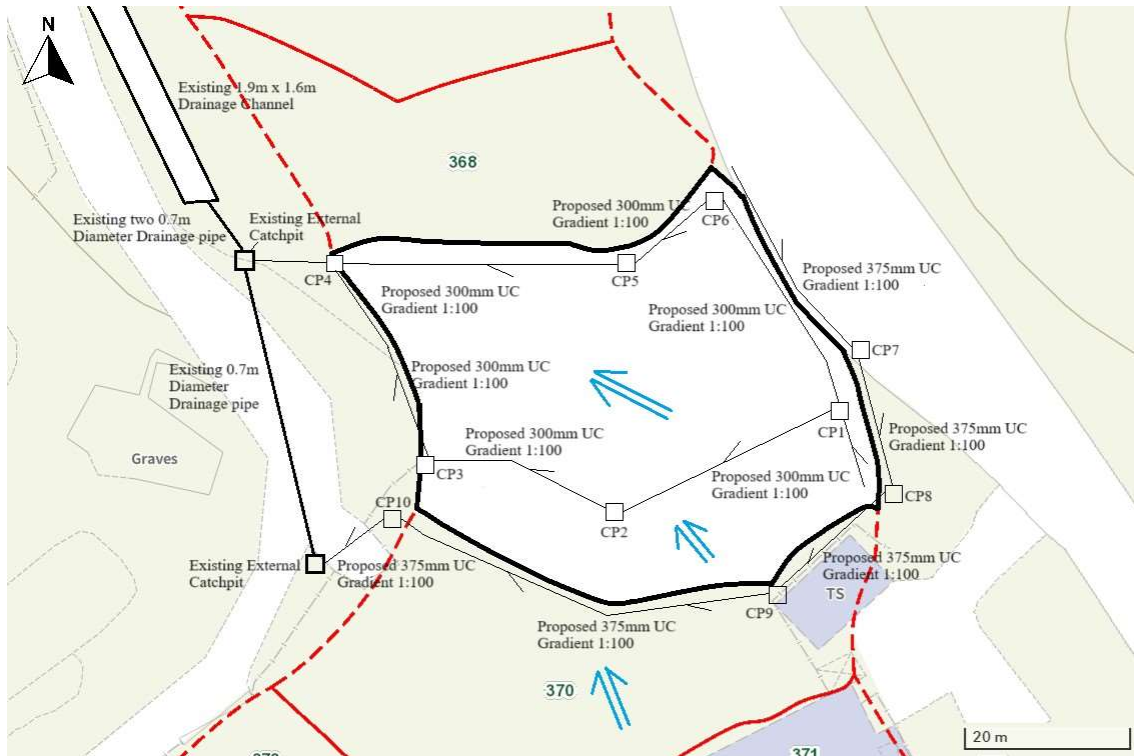 N
Existing 1.9m x 1.6m
Drainage Channel
368
Existing two 0.7m
Diameter Drainage pipe
Existing External
Catchpit
Proposed 300mm UC
Gradient 1:100
CP6
CP4
CP5
Proposed 375mm UC
Gradient 1:100
Proposed 300mm UC
Gradient 1:100
Proposed 300mm UC
Gradient 1:100
CP7
Existing 0.7m
Diameter
Drainage pipe
Proposed 300mm UC
Gradient 1:100
CP1
Proposed 300mm UC
Gradient 1:100
Proposed 375mm UC
Gradient 1:100
Graves
CP3
Proposed 300mm UC
Gradient 1:100
CP8
CP10
CP2
Existing External
Catchpit
Proposed 375mm UC
Gradient 1:100
Proposed 375mm UC
Gradient 1:100
TS
CP9
Proposed 375mm UC
Gradient 1:100
370
20 m
371